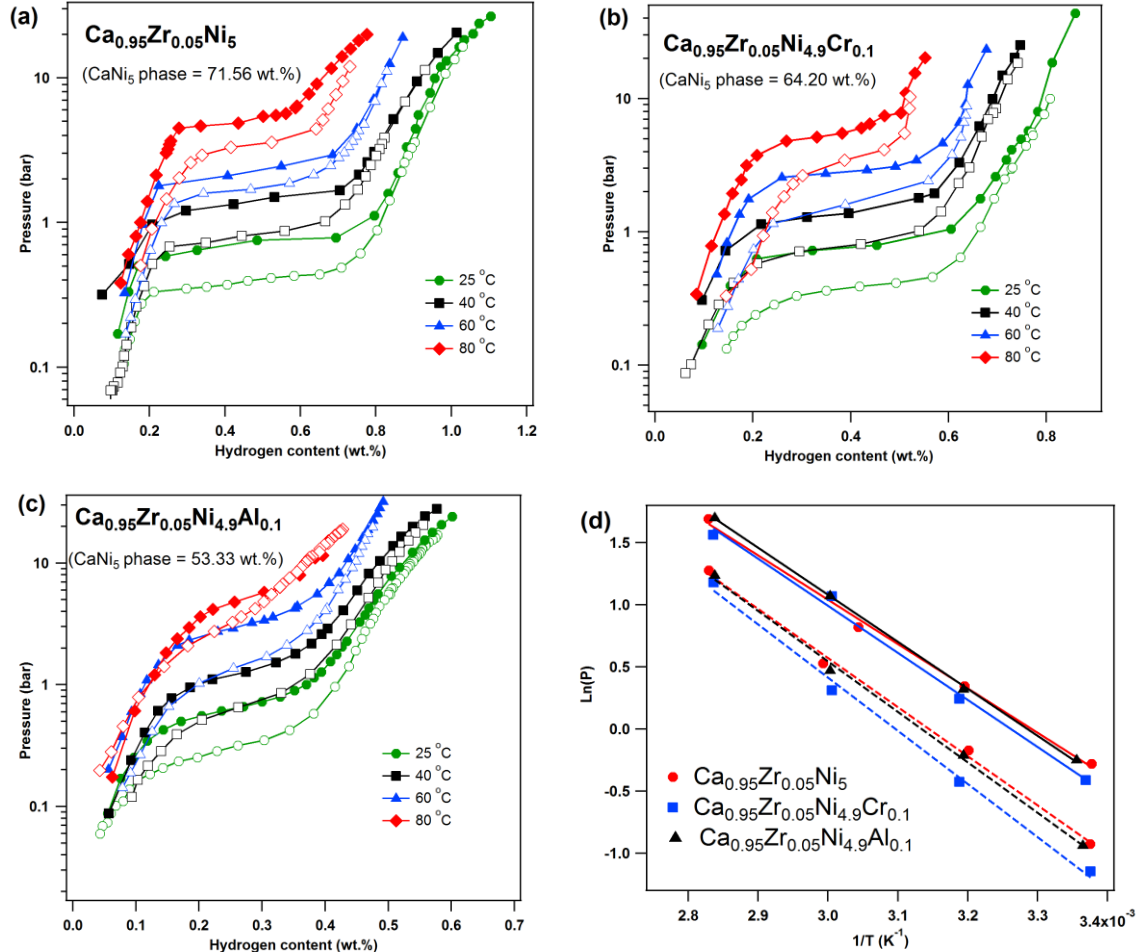 (a)
Ca0.95Zr0.05Ni5
(CaNi5 phase = 71.56 wt.%)
Pressure (bar)
10
1
0.1
25 °C
40 °C
60 °C
80 °C
0.0 0.2 0.4 0.6 0.8 1.0 1.2
Hydrogen content (wt.%)
(b)
Ca0.95Zr0.05Ni4.9Cr0.1
(CaNi5 phase = 64.20 wt.%)
Pressure (bar)
10
1
0.1
25 °C
40 °C
60 °C
80 °C
0.0 0.2 0.4 0.6 0.8
Hydrogen content (wt.%)
(c)
Ca0.95Zr0.05Ni4.9Al0.1
(CaNi5 phase = 53.33 wt.%)
Pressure (bar)
10
1
0.1
25 °C
40 °C
60 °C
80 °C
0.0 0.1 0.2 0.3 0.4 0.5 0.6 0.7
Hydrogen content (wt.%)
(d)
Ln(P)
1.5
1.0
0.5
0.0
-0.5
-1.0
Ca0.95Zr0.05Ni5
Ca0.95Zr0.05Ni4.9Cr0.1
Ca0.95Zr0.05Ni4.9Al0.1
2.8 3.0 3.2 3.4x10-3
1/T (K-1)